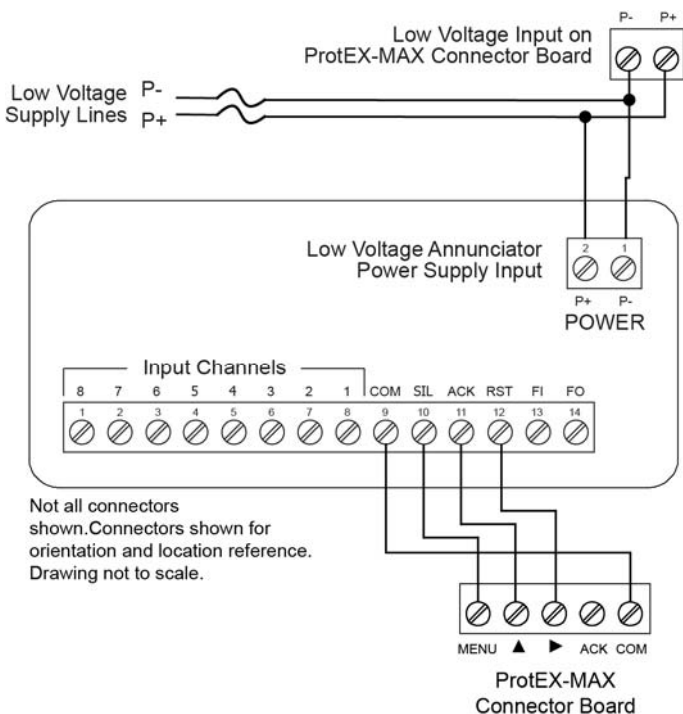 P- P+
Low Voltage Input on
ProtEX-MAX Connector Board
Low Voltage
Supply Lines
P-
P+
Low Voltage Annunciator
Power Supply Input
2 1
P+ P-
POWER
Input Channels
8 7 6 5 4 3 2 1 COM SIL ACK RST FI FO
1 2 3 4 5 6 7 8 9 10 11 12 13 14
Not all connectors
shown.Connectors shown for
orientation and location reference.
Drawing not to scale.
MENU ▲ ► ACK COM
ProtEX-MAX
Connector Board